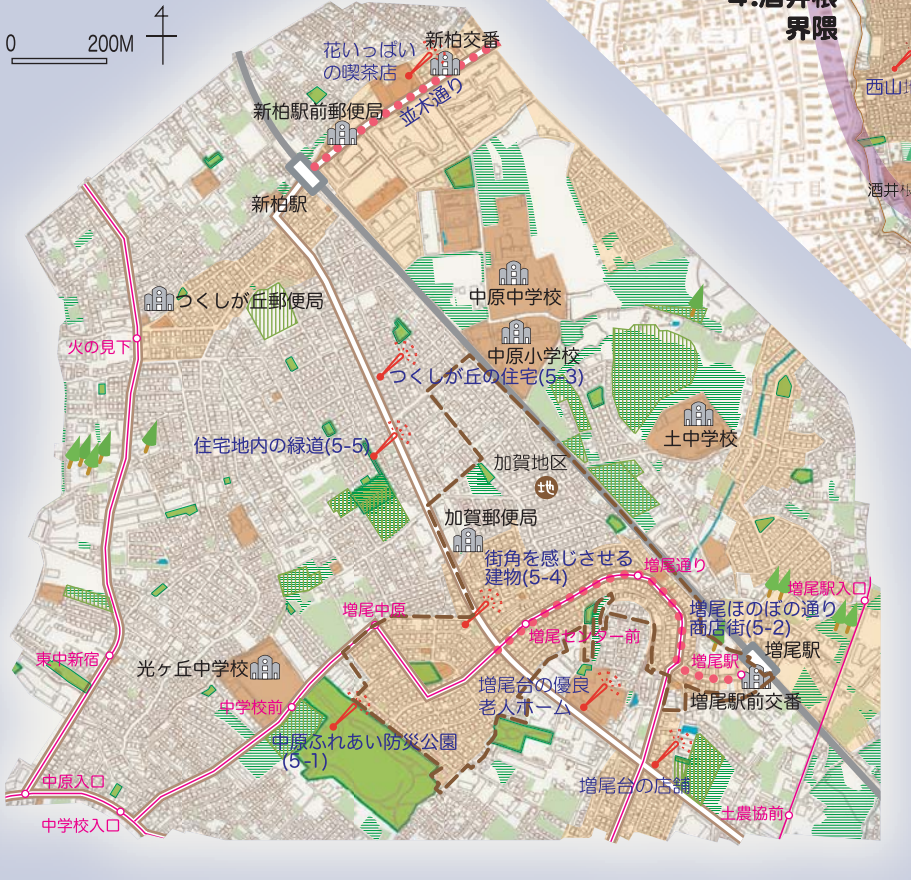 4.酒井根
界隈
0 200M
花いっぱい
の喫茶店
新柏交番
並木通り
新柏駅前郵便局
新柏駅
つくしが丘郵便局
火の見下
中原中学校
中原小学校
つくしが丘の住宅(5-3)
土中学校
住宅地内の緑道(5-5)
加賀地区
地
加賀郵便局
街角を感じさせる
建物(5-4)
増尾通り
増尾駅入口
増尾中原
増尾センター前
増尾ほのぼの通り
商店街(5-2)
増尾駅
増尾駅
増尾駅前交番
東中新宿
光ヶ丘中学校
中学校前
増尾台の優良
老人ホーム
中原ふれあい防災公園
(5-1)
増尾台の店舗
中原入口
中学校入口
土農協前
西山
酒井
六丁目